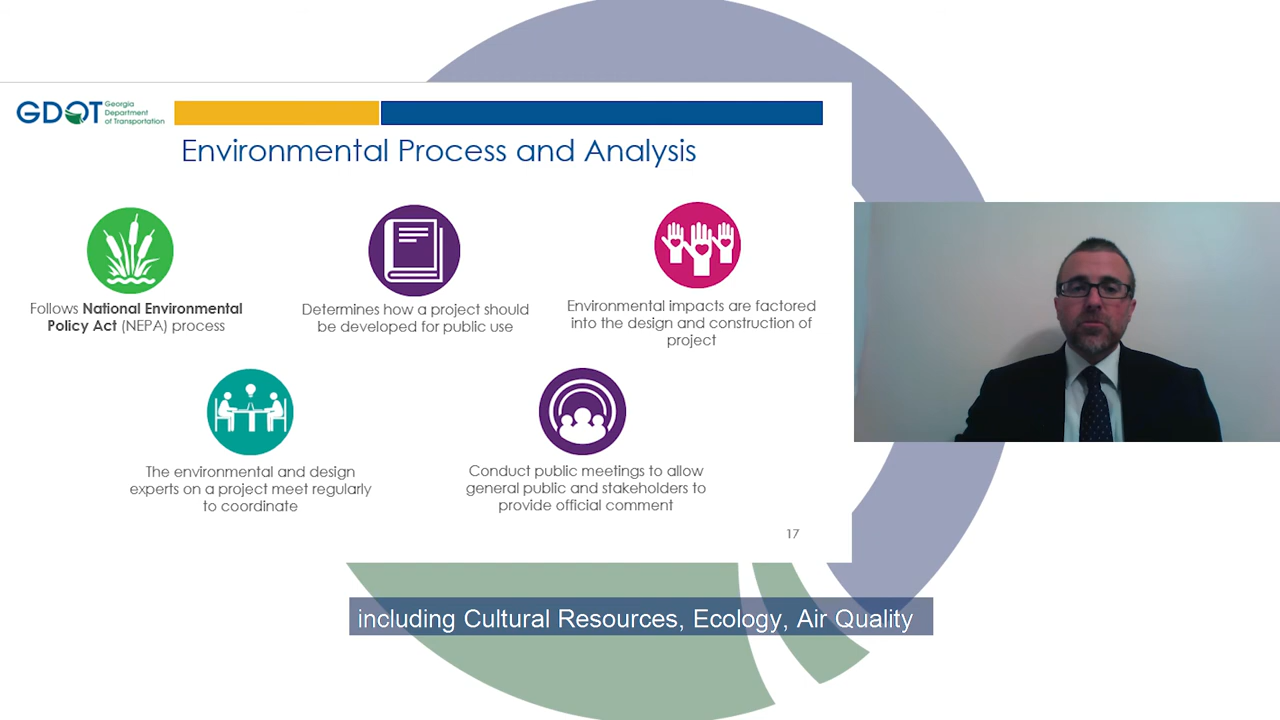 GDOT
Georgia
Department
of Transportation
Environmental Process and Analysis
Follows National Environmental
Policy Act (NEPA) process
Determines how a project should
be developed for public use
Environmental impacts are factored
into the design and construction of
project
The environmental and design
experts on a project meet regularly
to coordinate
Conduct public meetings to allow
general public and stakeholders to
provide official comment
17
including Cultural Resources, Ecology, Air Quality